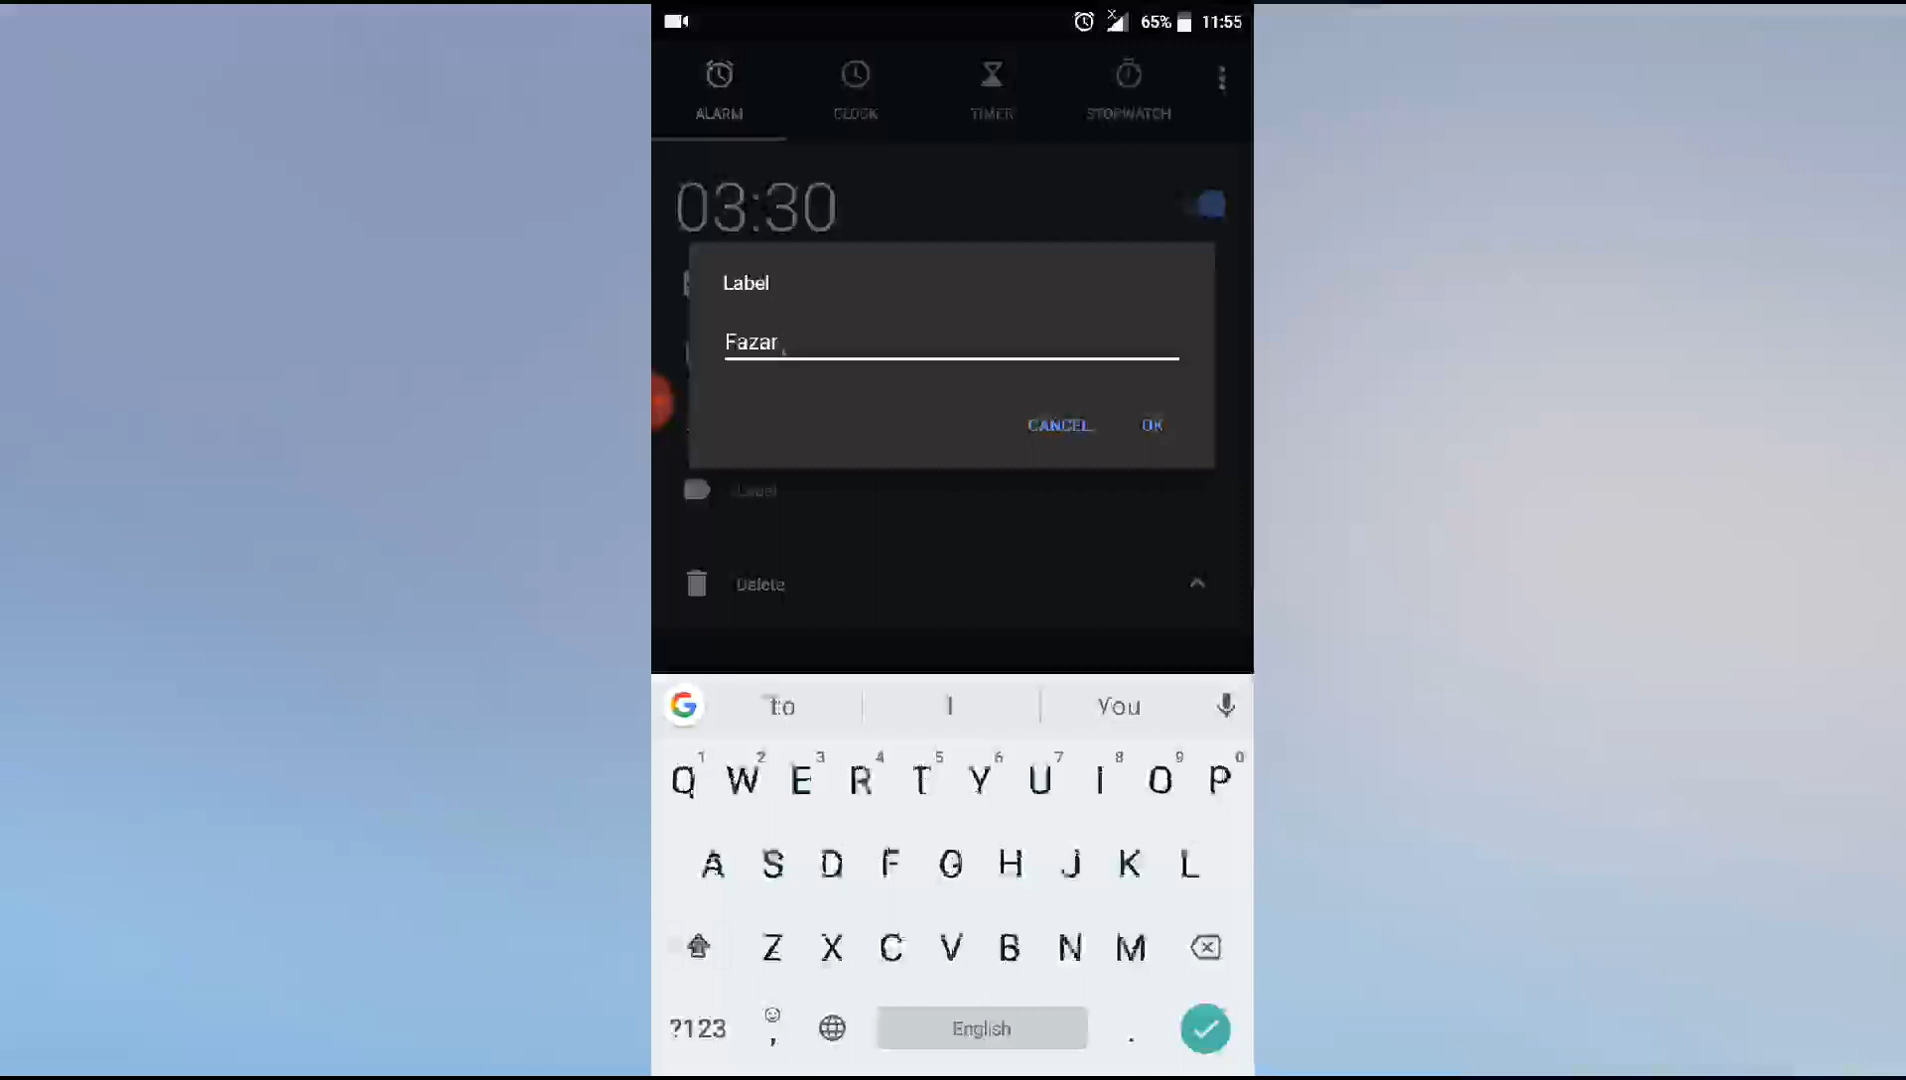 65% 11:55
ALARM CLOCK TIMER STOPWATCH
03:30
Label
Fazar
CANCEL OK
Label
Delete
G to I You
1 2 3 4 5 6 7 8 9 0
Q W E R T Y U I O P
A S D F G H J K L
Z X C V B N M
?123 , English .